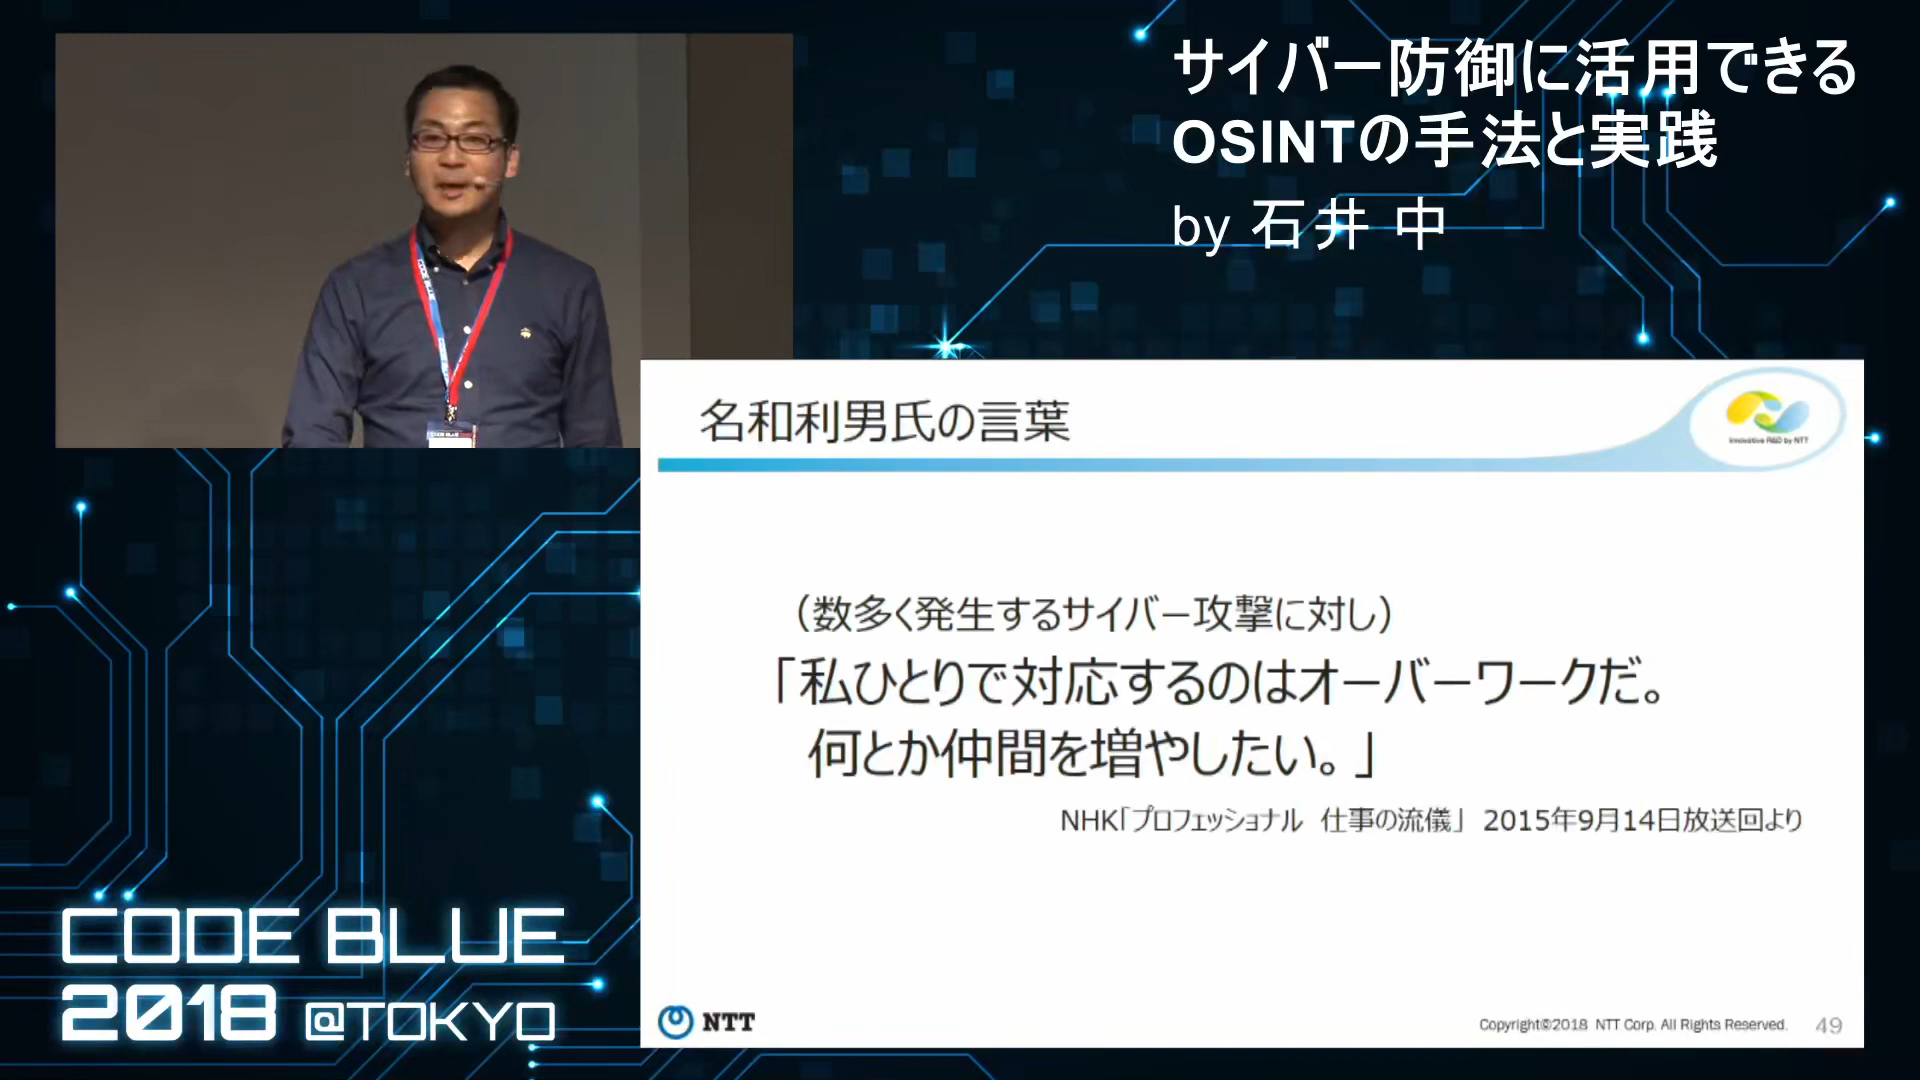 サイバー防御に活用できる
OSINTの手法と実践
by 石井 中
CODE BLUE
名和利男氏の言葉
Innovative R&D by NTT
（数多く発生するサイバー攻撃に対し）
「私ひとりで対応するのはオーバーワークだ。
何とか仲間を増やしたい。」
NHK「プロフェッショナル 仕事の流儀」 2015年9月14日放送回より
CODE BLUE
2018 @TOKYO
NTT
Copyright©2018 NTT Corp. All Rights Reserved.
49